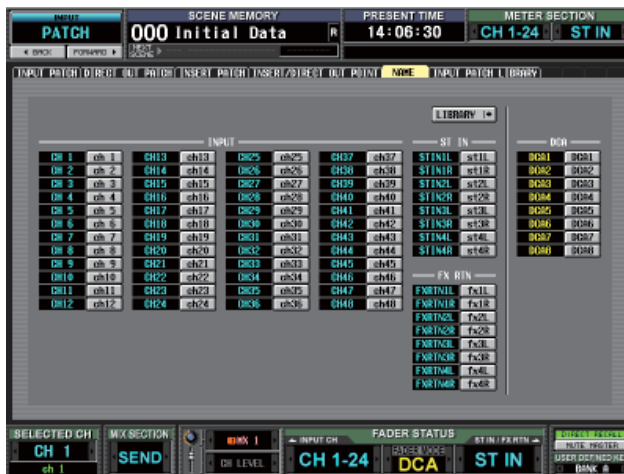 INPUT
PATCH
BACK FORWARD
SCENE MEMORY
000 Initial Data R
NEXT SCENE
PRESENT TIME
14:06:30
METER SECTION
CH 1-24 ST IN
INPUT PATCH DIRECT OUT PATCH INSERT PATCH INSERT/DIRECT OUT POINT NAME INPUT PATCH LIBRARY
LIBRARY
INPUT
CH 1 ch 1 CH13 ch13 CH25 ch25 CH37 ch37
CH 2 ch 2 CH14 ch14 CH26 ch26 CH38 ch38
CH 3 ch 3 CH15 ch15 CH27 ch27 CH39 ch39
CH 4 ch 4 CH16 ch16 CH28 ch28 CH40 ch40
CH 5 ch 5 CH17 ch17 CH29 ch29 CH41 ch41
CH 6 ch 6 CH18 ch18 CH30 ch30 CH42 ch42
CH 7 ch 7 CH19 ch19 CH31 ch31 CH43 ch43
CH 8 ch 8 CH20 ch20 CH32 ch32 CH44 ch44
CH 9 ch 9 CH21 ch21 CH33 ch33 CH45 ch45
CH10 ch10 CH22 ch22 CH34 ch34 CH46 ch46
CH11 ch11 CH23 ch23 CH35 ch35 CH47 ch47
CH12 ch12 CH24 ch24 CH36 ch36 CH48 ch48
ST IN
STIN1L st1L
STIN1R st1R
STIN2L st2L
STIN2R st2R
STIN3L st3L
STIN3R st3R
STIN4L st4L
STIN4R st4R
FX RTN
FXRTN1L fx1L
FXRTN1R fx1R
FXRTN2L fx2L
FXRTN2R fx2R
FXRTN3L fx3L
FXRTN3R fx3R
FXRTN4L fx4L
FXRTN4R fx4R
DCA
DCA1 DCA1
DCA2 DCA2
DCA3 DCA3
DCA4 DCA4
DCA5 DCA5
DCA6 DCA6
DCA7 DCA7
DCA8 DCA8
SELECTED CH
CH 1
ch 1
MIX SECTION
SEND
MIX 1
CH LEVEL
FADER STATUS
INPUT CH
CH 1-24
FADER MODE
DCA
ST IN / FX RTN
ST IN
DIRECT RECALL
MUTE MASTER
USER DEFINED KEY
BANK A